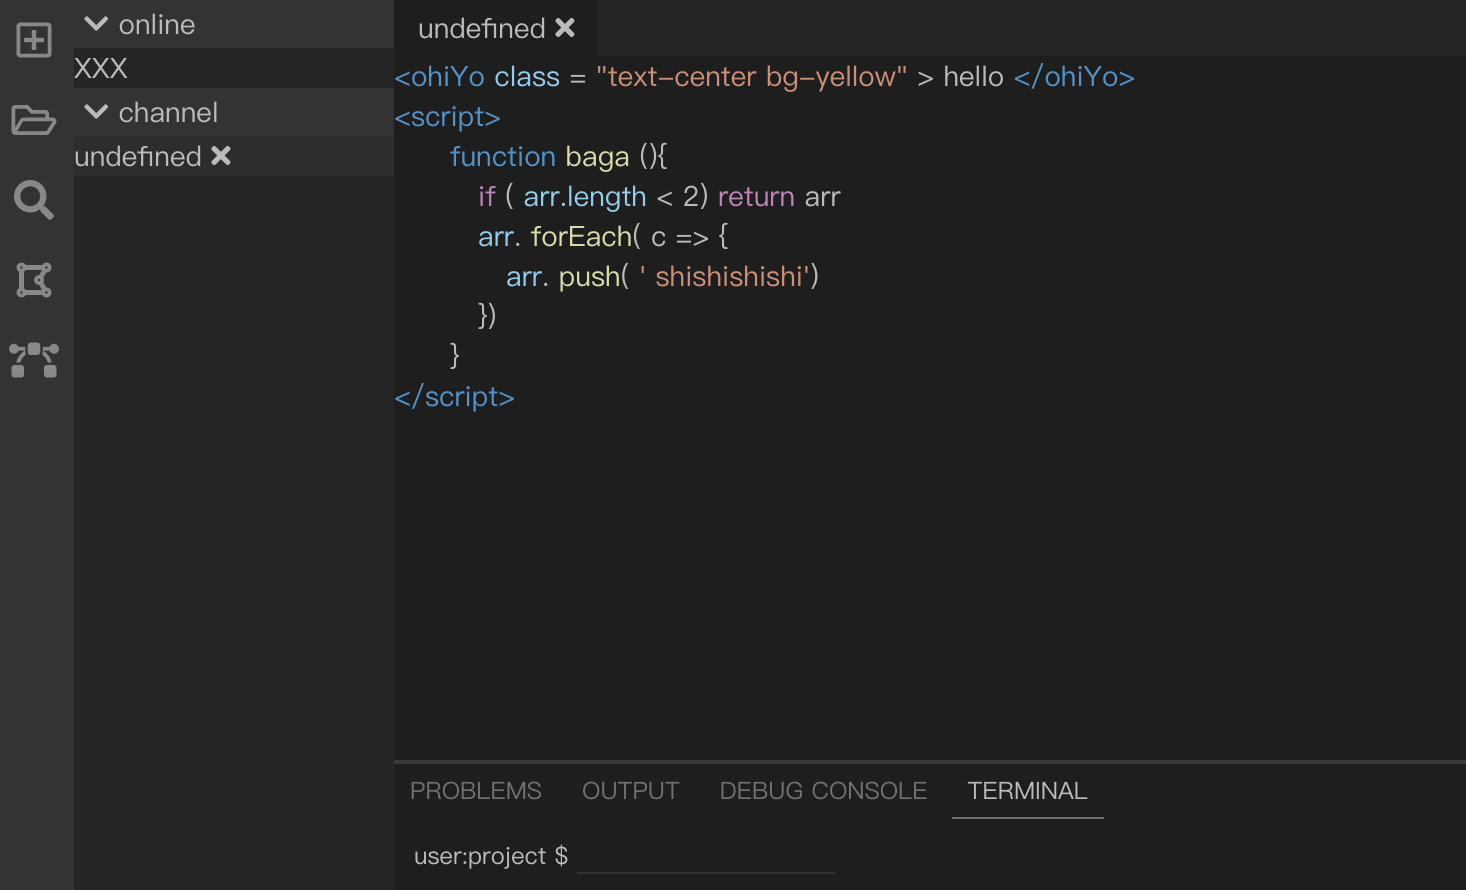 online
XXX
channel
undefined
undefined
<ohiYo class = "text-center bg-yellow" > hello </ohiYo>
<script>
function baga (){
if ( arr.length < 2) return arr
arr. forEach( c => {
arr. push( ' shishishishi')
})
}
</script>
PROBLEMS OUTPUT DEBUG CONSOLE TERMINAL
user:project $